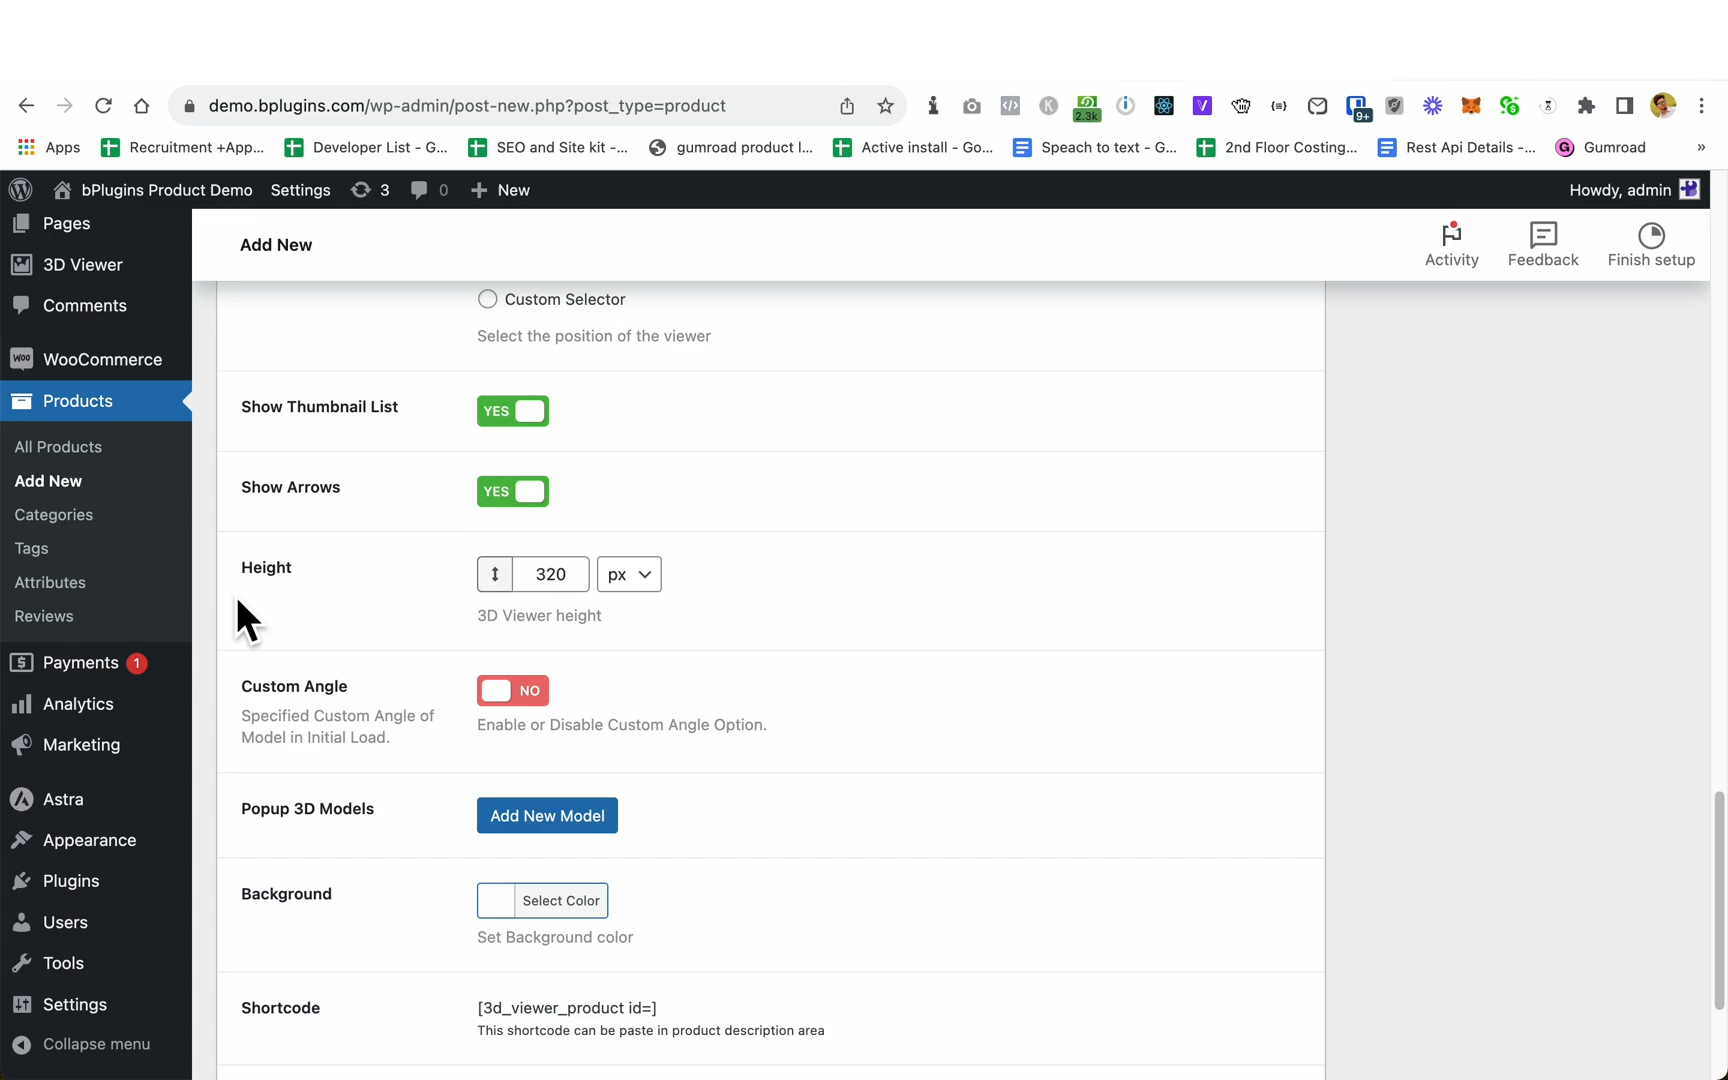 demo.bplugins.com/wp-admin/post-new.php?post_type=product
2.3k
9+
Apps
Recruitment +App...
Developer List - G...
SEO and Site kit -...
gumroad product l...
Active install - Go...
Speach to text - G...
2nd Floor Costing...
Rest Api Details -...
G
Gumroad
»
bPlugins Product Demo
Settings
3
0
New
Howdy, admin
Pages
3D Viewer
Comments
WooCommerce
Products
All Products
Add New
Categories
Tags
Attributes
Reviews
Payments 1
Analytics
Marketing
Astra
Appearance
Plugins
Users
Tools
Settings
Collapse menu
Add New
Activity
Feedback
Finish setup
Custom Selector
Select the position of the viewer
Show Thumbnail List
YES
Show Arrows
YES
Height
320
px
3D Viewer height
Custom Angle
Specified Custom Angle of
Model in Initial Load.
NO
Enable or Disable Custom Angle Option.
Popup 3D Models
Add New Model
Background
Select Color
Set Background color
Shortcode
[3d_viewer_product id=]
This shortcode can be paste in product description area